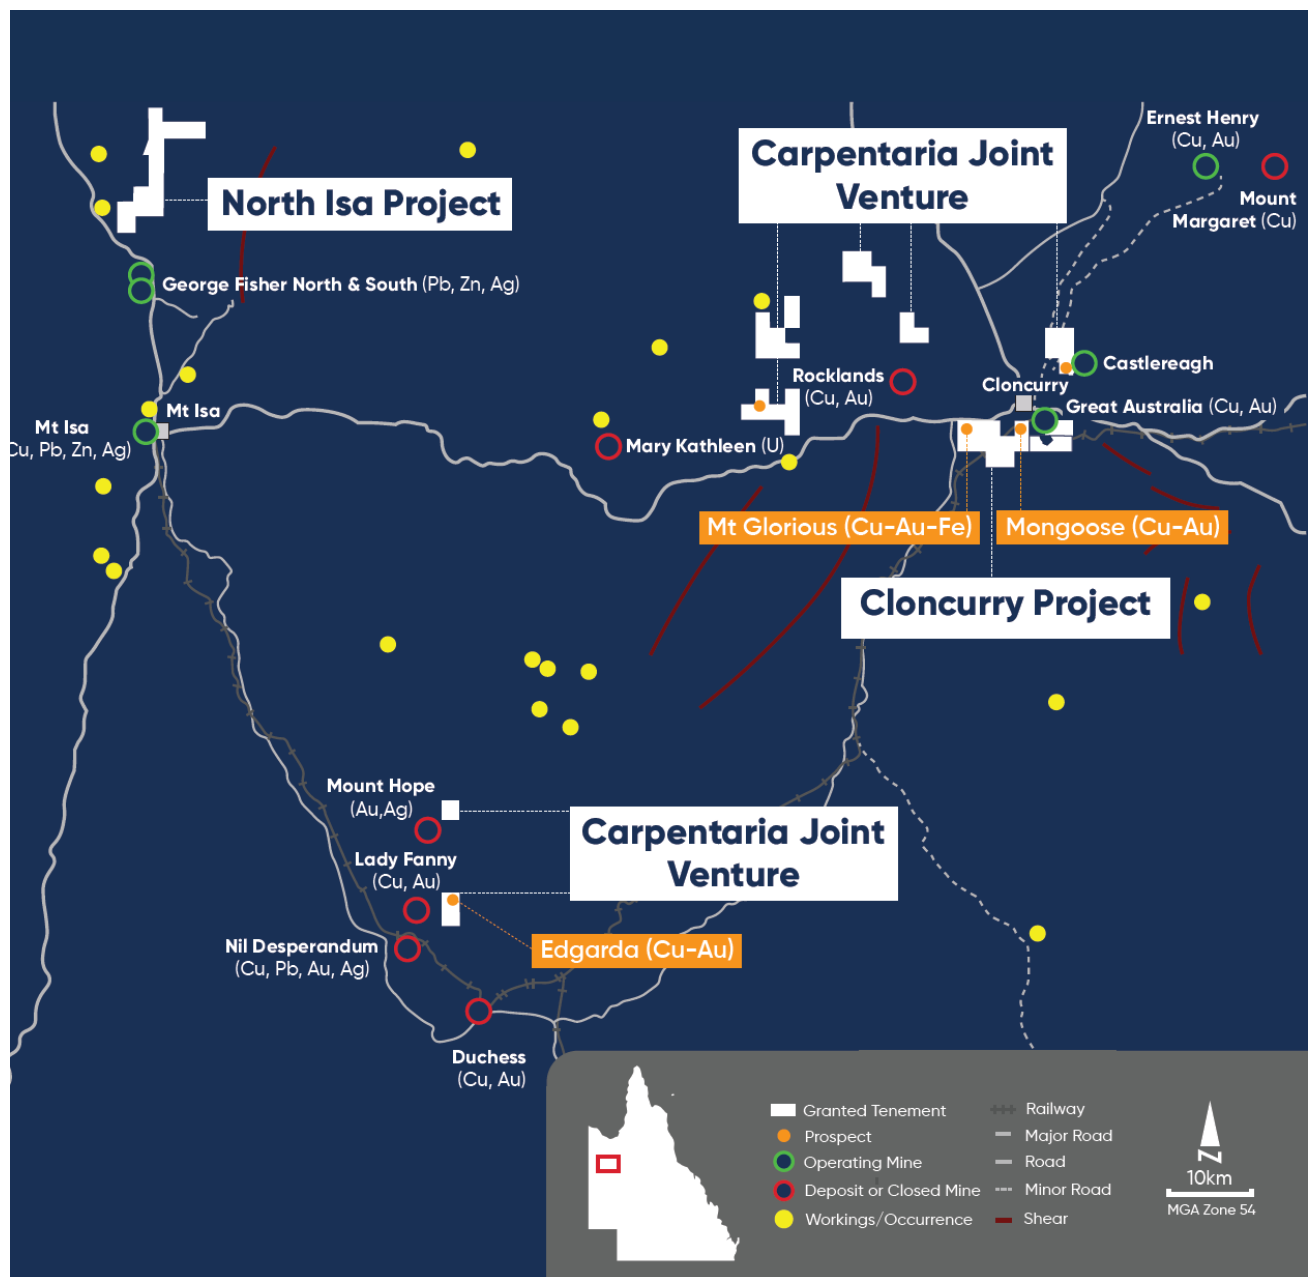 Ernest Henry
(Cu, Au)
Mount
Margaret (Cu)
Carpentaria Joint
Venture
North Isa Project
George Fisher North & South (Pb, Zn, Ag)
Castlereagh
Rocklands
(Cu, Au)
Cloncurry
Great Australia (Cu, Au)
Mt Isa
Mt Isa
Cu, Pb, Zn, Ag)
Mary Kathleen (U)
Mt Glorious (Cu-Au-Fe)
Mongoose (Cu-Au)
Cloncurry Project
Mount Hope
(Au,Ag)
Carpentaria Joint
Venture
Lady Fanny
(Cu, Au)
Nil Desperandum
(Cu, Pb, Au, Ag)
Edgarda (Cu-Au)
Duchess
(Cu, Au)
Granted Tenement
Prospect
Operating Mine
Deposit or Closed Mine
Workings/Occurrence
Railway
Major Road
Road
Minor Road
Shear
N
10km
MGA Zone 54